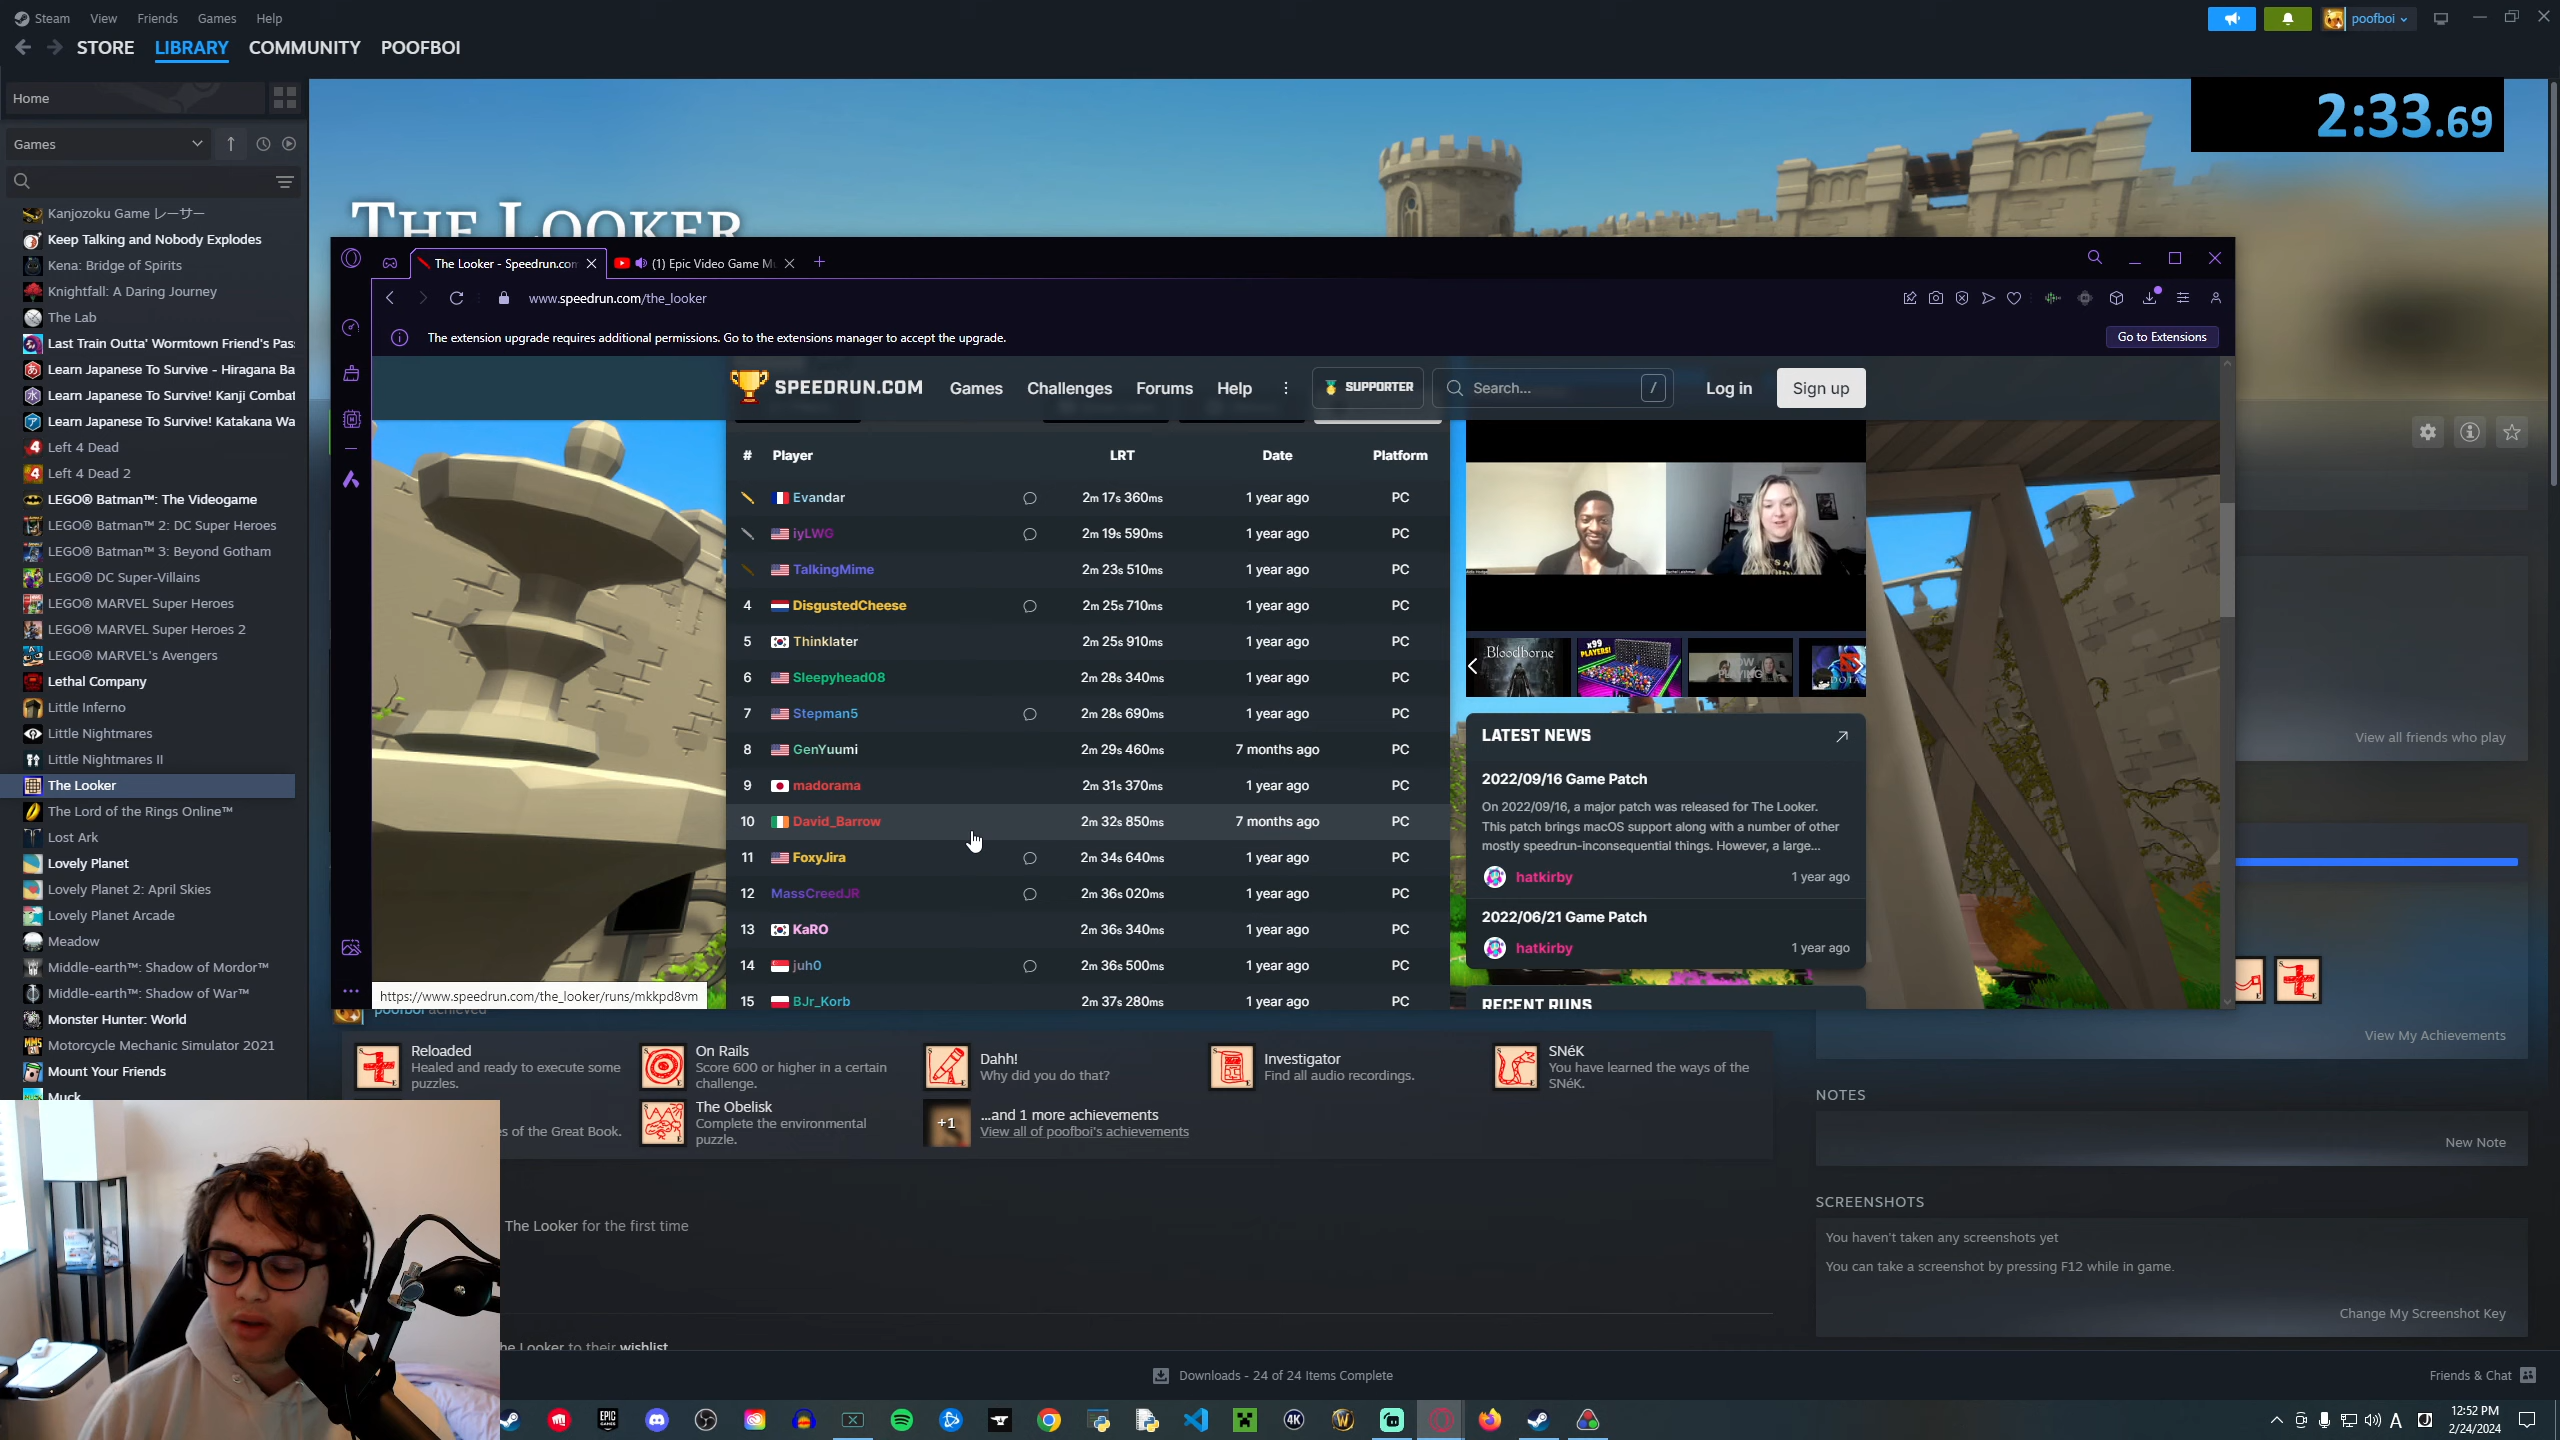 Steam View Friends Games Help
poofboi
STORE LIBRARY COMMUNITY POOFBOI
Home
2:33.69
Games
Kanjozoku Game レーサー
Keep Talking and Nobody Explodes
Kena: Bridge of Spirits
Knightfall: A Daring Journey
The Lab
Last Train Outta' Wormtown Friend's Pas
Learn Japanese To Survive - Hiragana Ba
Learn Japanese To Survive! Kanji Combat
Learn Japanese To Survive! Katakana Wa
Left 4 Dead
Left 4 Dead 2
LEGO® Batman™: The Videogame
LEGO® Batman™ 2: DC Super Heroes
LEGO® Batman™ 3: Beyond Gotham
LEGO® DC Super-Villains
LEGO® MARVEL Super Heroes
LEGO® MARVEL Super Heroes 2
LEGO® MARVEL's Avengers
Lethal Company
Little Inferno
Little Nightmares
Little Nightmares II
The Looker
The Lord of the Rings Online™
Lost Ark
Lovely Planet
Lovely Planet 2: April Skies
Lovely Planet Arcade
Meadow
Middle-earth™: Shadow of Mordor™
Middle-earth™: Shadow of War™
Monster Hunter: World
Motorcycle Mechanic Simulator 2021
Mount Your Friends
Muck
THE LOOKER
The Looker - Speedrun.com
(1) Epic Video Game M
www.speedrun.com/the_looker
The extension upgrade requires additional permissions. Go to the extensions manager to accept the upgrade.
Go to Extensions
SPEEDRUN.COM Games Challenges Forums Help SUPPORTER Search... / Log in Sign up
# Player LRT Date Platform
Evandar 2m 17s 360ms 1 year ago PC
iyLWG 2m 19s 590ms 1 year ago PC
TalkingMime 2m 23s 510ms 1 year ago PC
4 DisgustedCheese 2m 25s 710ms 1 year ago PC
5 Thinklater 2m 25s 910ms 1 year ago PC
6 Sleepyhead08 2m 28s 340ms 1 year ago PC
7 Stepman5 2m 28s 690ms 1 year ago PC
8 GenYuumi 2m 29s 460ms 7 months ago PC
9 madorama 2m 31s 370ms 1 year ago PC
10 David_Barrow 2m 32s 850ms 7 months ago PC
11 FoxyJira 2m 34s 640ms 1 year ago PC
12 MassCreedJR 2m 36s 020ms 1 year ago PC
13 KaRO 2m 36s 340ms 1 year ago PC
14 juh0 2m 36s 500ms 1 year ago PC
15 BJr_Korb 2m 37s 280ms 1 year ago PC
https://www.speedrun.com/the_looker/runs/mkkpd8vm
Bloodborne
x99 PLAYERS!
NOW PLAYING
DOTA
LATEST NEWS
2022/09/16 Game Patch
On 2022/09/16, a major patch was released for The Looker.
This patch brings macOS support along with a number of other
mostly speedrun-inconsequential things. However, a large...
hatkirby 1 year ago
2022/06/21 Game Patch
hatkirby 1 year ago
RECENT RUNS
View all friends who play
View My Achievements
poofboi achieved
Reloaded
Healed and ready to execute some
puzzles.
On Rails
Score 600 or higher in a certain
challenge.
Dahh!
Why did you do that?
Investigator
Find all audio recordings.
SNéK
You have learned the ways of the
SNéK.
s of the Great Book.
The Obelisk
Complete the environmental
puzzle.
+1
...and 1 more achievements
View all of poofboi's achievements
NOTES
New Note
SCREENSHOTS
You haven't taken any screenshots yet
You can take a screenshot by pressing F12 while in game.
Change My Screenshot Key
The Looker for the first time
he Looker to their wishlist
Downloads - 24 of 24 Items Complete
Friends & Chat
EPIC GAMES
4K
A
12:52 PM
2/24/2024